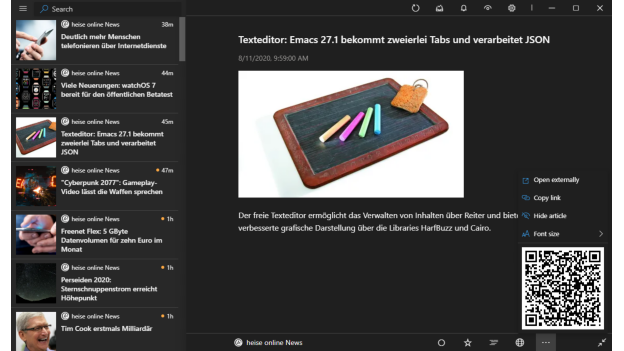 Search
heise online News 38m
Deutlich mehr Menschen
telefonieren über Internetdienste
heise online News 44m
Viele Neuerungen: watchOS 7
bereit für den öffentlichen Betatest
heise online News 45m
Texteditor: Emacs 27.1 bekommt
zweierlei Tabs und verarbeitet
JSON
heise online News 47m
"Cyberpunk 2077": Gameplay-
Video lässt die Waffen sprechen
heise online News 1h
Freenet Flex: 5 GByte
Datenvolumen für zehn Euro im
Monat
heise online News 1h
Perseiden 2020:
Sternschnuppenstrom erreicht
Höhepunkt
heise online News 1h
Tim Cook erstmals Milliardär
Texteditor: Emacs 27.1 bekommt zweierlei Tabs und verarbeitet JSON
8/11/2020, 9:59:00 AM
Der freie Texteditor ermöglicht das Verwalten von Inhalten über Reiter und biet
verbesserte grafische Darstellung über die Libraries HarfBuzz und Cairo.
Open externally
Copy link
Hide article
AA Font size
heise online News